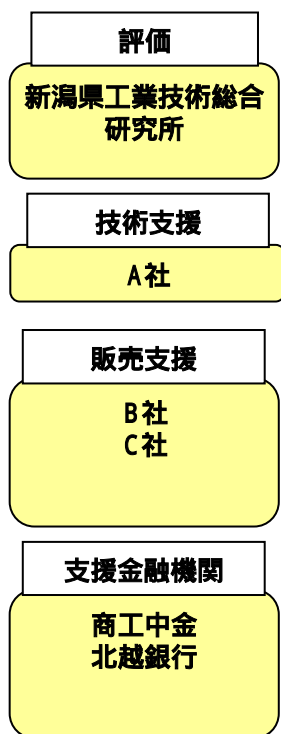 評価
新潟県工業技術総合
研究所
技術支援
A社
販売支援
B社
C社
支援金融機関
商工中金
北越銀行